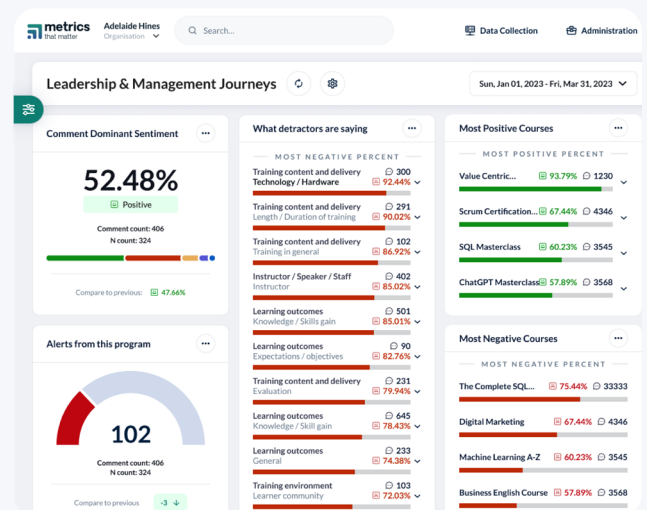 metrics
that matter
Adelaide Hines
Organisation
Search...
Data Collection
Administration
Leadership & Management Journeys
Sun, Jan 01, 2023 - Fri, Mar 31, 2023
Comment Dominant Sentiment
52.48%
Positive
Comment count: 406
N count: 324
Compare to previous: 47.66%
Alerts from this program
102
Comment count: 406
N count: 324
Compare to previous -3
What detractors are saying
MOST NEGATIVE PERCENT
Training content and delivery 300
Technology / Hardware 92.44%
Training content and delivery 291
Length / Duration of training 90.02%
Training content and delivery 102
Training in general 86.92%
Instructor / Speaker / Staff 402
Instructor 85.02%
Learning outcomes 501
Knowledge / Skills gain 85.01%
Learning outcomes 90
Expectations / objectives 82.76%
Training content and delivery 231
Evaluation 79.94%
Learning outcomes 645
Knowledge / Skill gain 78.43%
Learning outcomes 233
General 74.38%
Training environment 103
Learner community 72.03%
Most Positive Courses
MOST POSITIVE PERCENT
Value Centric... 93.79% 1230
Scrum Certification... 67.44% 4346
SQL Masterclass 60.23% 3545
ChatGPT Masterclass 57.89% 3568
Most Negative Courses
MOST NEGATIVE PERCENT
The Complete SQL... 75.44% 33333
Digital Marketing 67.44% 4346
Machine Learning A-Z 60.23% 3545
Business English Course 57.89% 3568